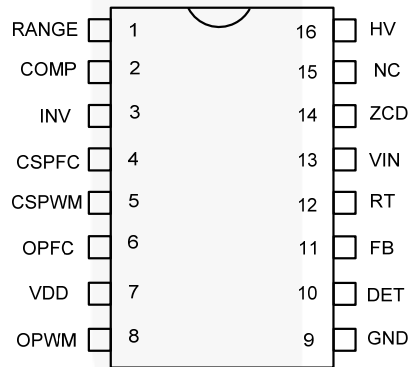 RANGE 1 16 HV
COMP 2 15 NC
INV 3 14 ZCD
CSPFC 4 13 VIN
CSPWM 5 12 RT
OPFC 6 11 FB
VDD 7 10 DET
OPWM 8 9 GND